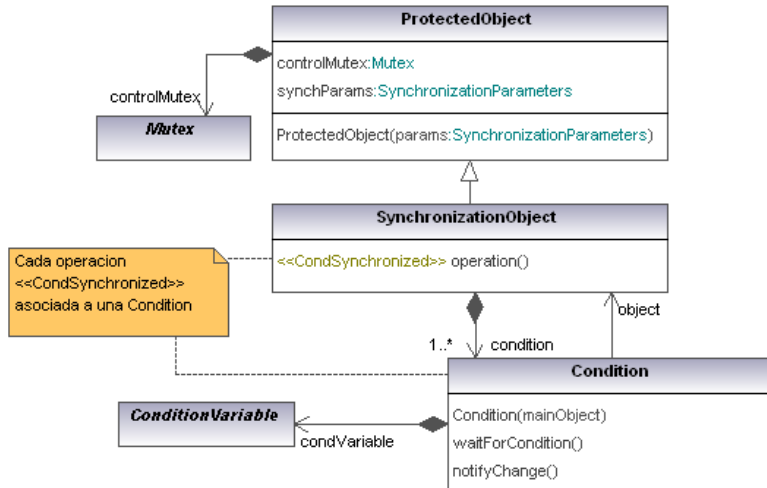 ProtectedObject
controlMutex:Mutex
synchParams:SynchronizationParameters
ProtectedObject(params:SynchronizationParameters)
controlMutex
Mutex
SynchronizationObject
<<CondSynchronized>> operation()
Cada operacion
<<CondSynchronized>>
asociada a una Condition
object
1..*
condition
Condition
Condition(mainObject)
waitForCondition()
notifyChange()
ConditionVariable
condVariable